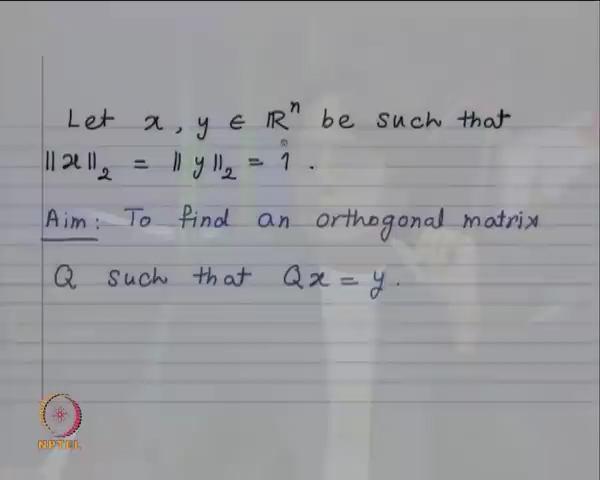 Let x, y ∈ ℝⁿ be such that
||x||₂ = ||y||₂ = 1.
Aim: To find an orthogonal matrix
Q such that Qx = y.
NPTEL